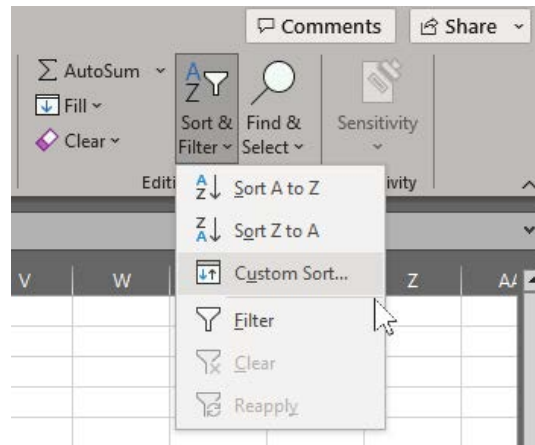 Comments
Share
AutoSum
Fill
Clear
Sort &
Filter
Find &
Select
Sensitivity
Editi
ivity
Sort A to Z
Sort Z to A
Custom Sort...
Filter
Clear
Reapply
V W Z AA